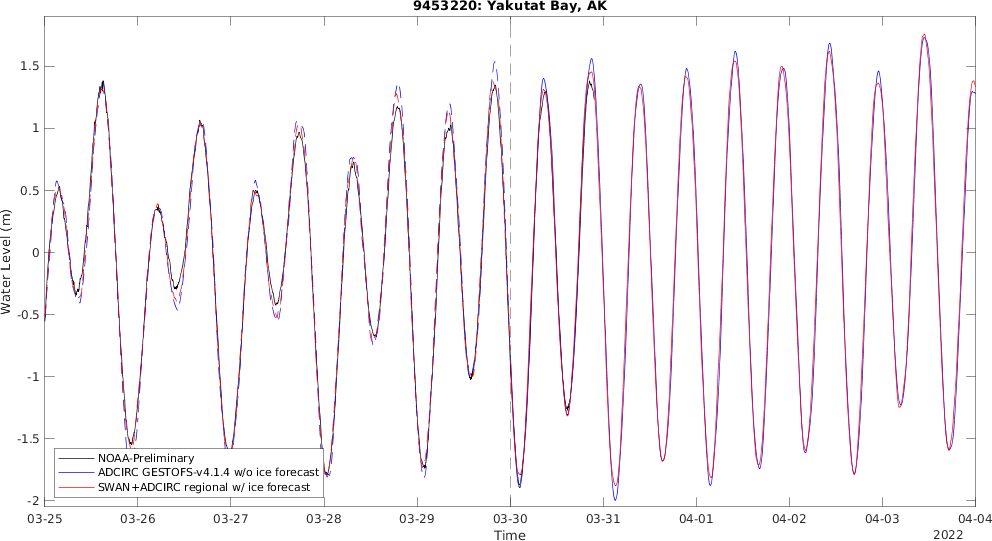 9453220: Yakutat Bay, AK
Water Level (m)
1.5
1
0.5
0
-0.5
-1
-1.5
-2
NOAA-Preliminary
ADCIRC GESTOFS-v4.1.4 w/o ice forecast
SWAN+ADCIRC regional w/ ice forecast
03-25 03-26 03-27 03-28 03-29 03-30 03-31 04-01 04-02 04-03 04-04
Time
2022